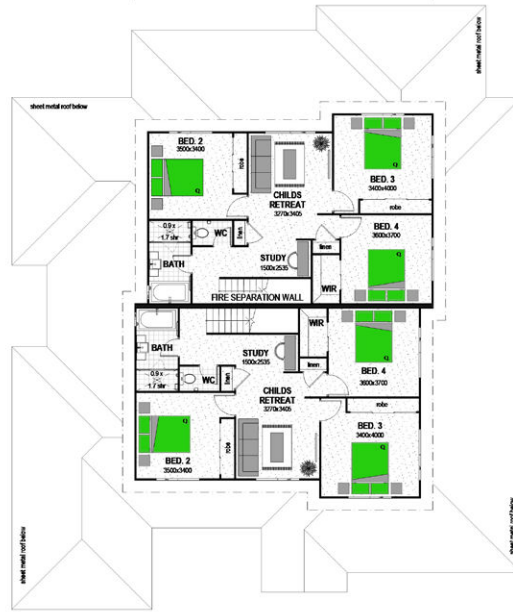 sheet metal roof below
sheet metal roof below
BED. 2
3500x3400
robe
CHILDS
RETREAT
3270x3405
BED. 3
3400x4000
robe
0.9 x
1.7 shr
WC
linen
BATH
STUDY
1500x2535
linen
BED. 4
3600x3700
WIR
FIRE SEPARATION WALL
BATH
STUDY
1500x2535
WIR
BED. 4
3600x3700
0.9 x
1.7 shr
WC
linen
linen
CHILDS
RETREAT
3270x3405
robe
BED. 3
3400x4000
BED. 2
3500x3400
robe
sheet metal roof below
sheet metal roof below